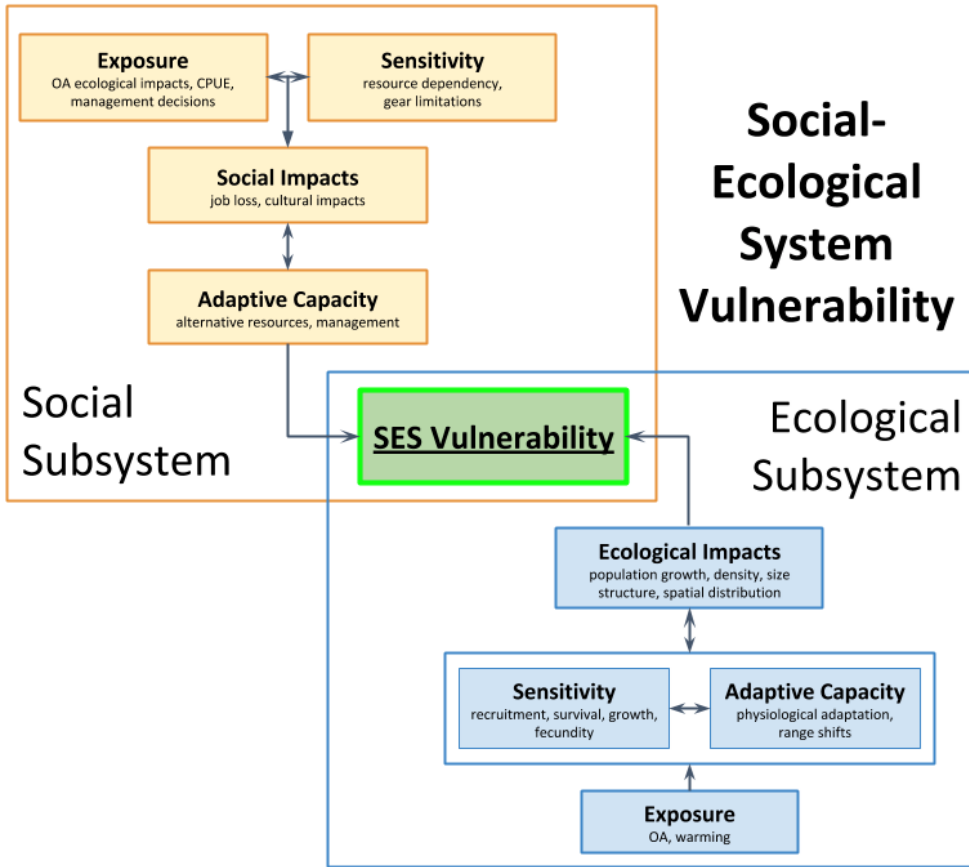 Exposure
OA ecological impacts, CPUE,
management decisions
Sensitivity
resource dependency,
gear limitations
Social-
Ecological
System
Vulnerability
Social Impacts
job loss, cultural impacts
Adaptive Capacity
alternative resources, management
Social
Subsystem
SES Vulnerability
Ecological
Subsystem
Ecological Impacts
population growth, density, size
structure, spatial distribution
Sensitivity
recruitment, survival, growth,
fecundity
Adaptive Capacity
physiological adaptation,
range shifts
Exposure
OA, warming